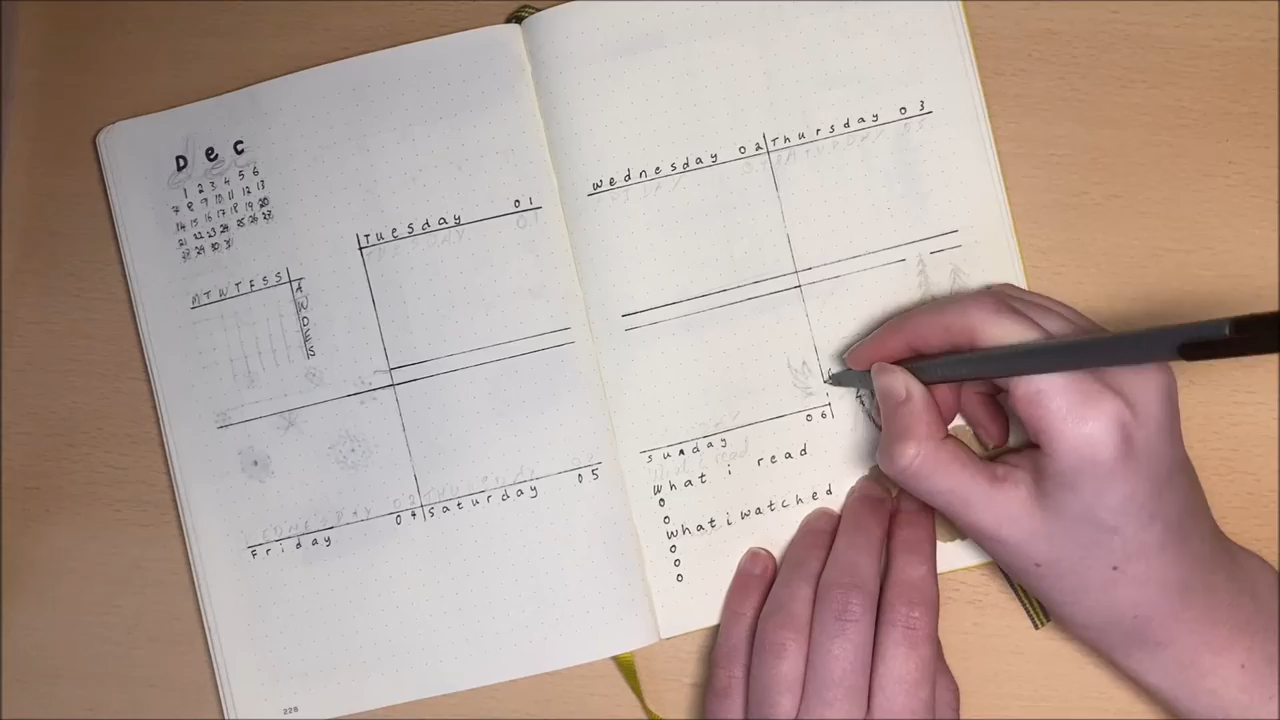 Dec
1 2 3 4 5 6
7 8 9 10 11 12 13
14 15 16 17 18 19 20
21 22 23 24 25 26 27
28 29 30 31
M T W T F S S
A
W
D
E
S
Tuesday 01
Friday 04
Saturday 05
228
Wednesday 02
Thursday 03
Sunday 06
What i read
What i watched